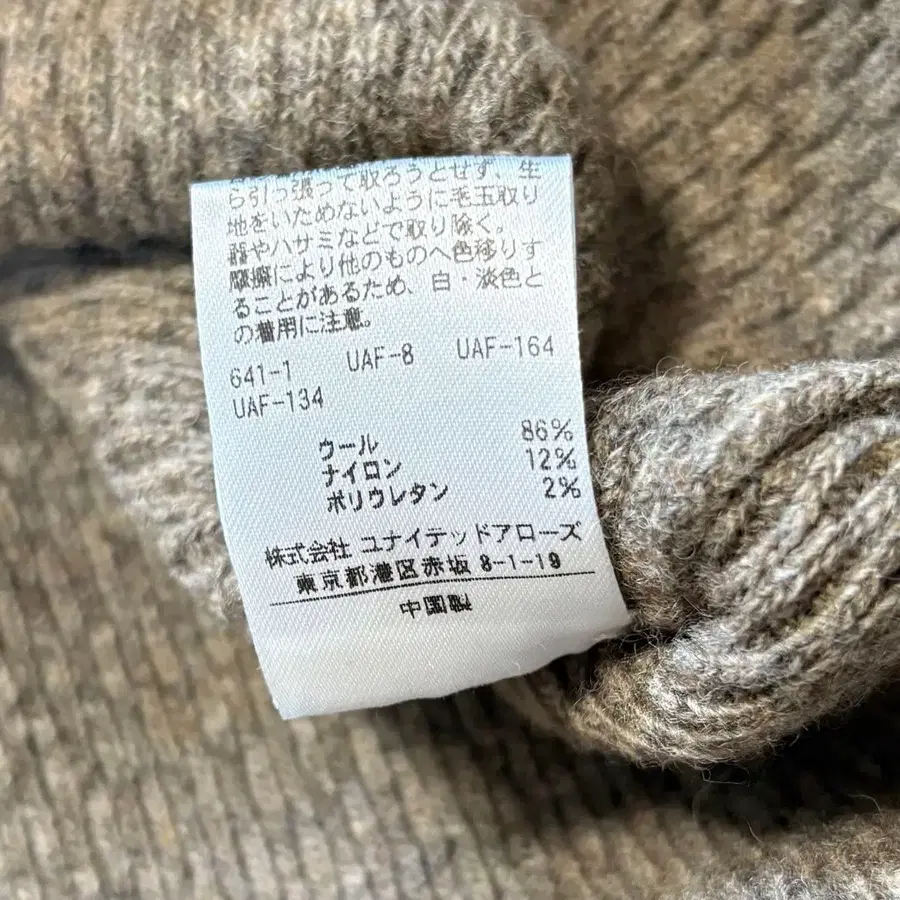 ら引っ張って取ろうとせず、生
地をいためないように毛玉取り
器やハサミなどで取り除く。
摩擦により他のものへ色移りす
ることがあるため、白・淡色と
の着用に注意。
641-1 UAF-8 UAF-164
UAF-134
ウール 86%
ナイロン 12%
ポリウレタン 2%
株式会社 ユナイテッドアローズ
東京都港区赤坂 8-1-19
中国製